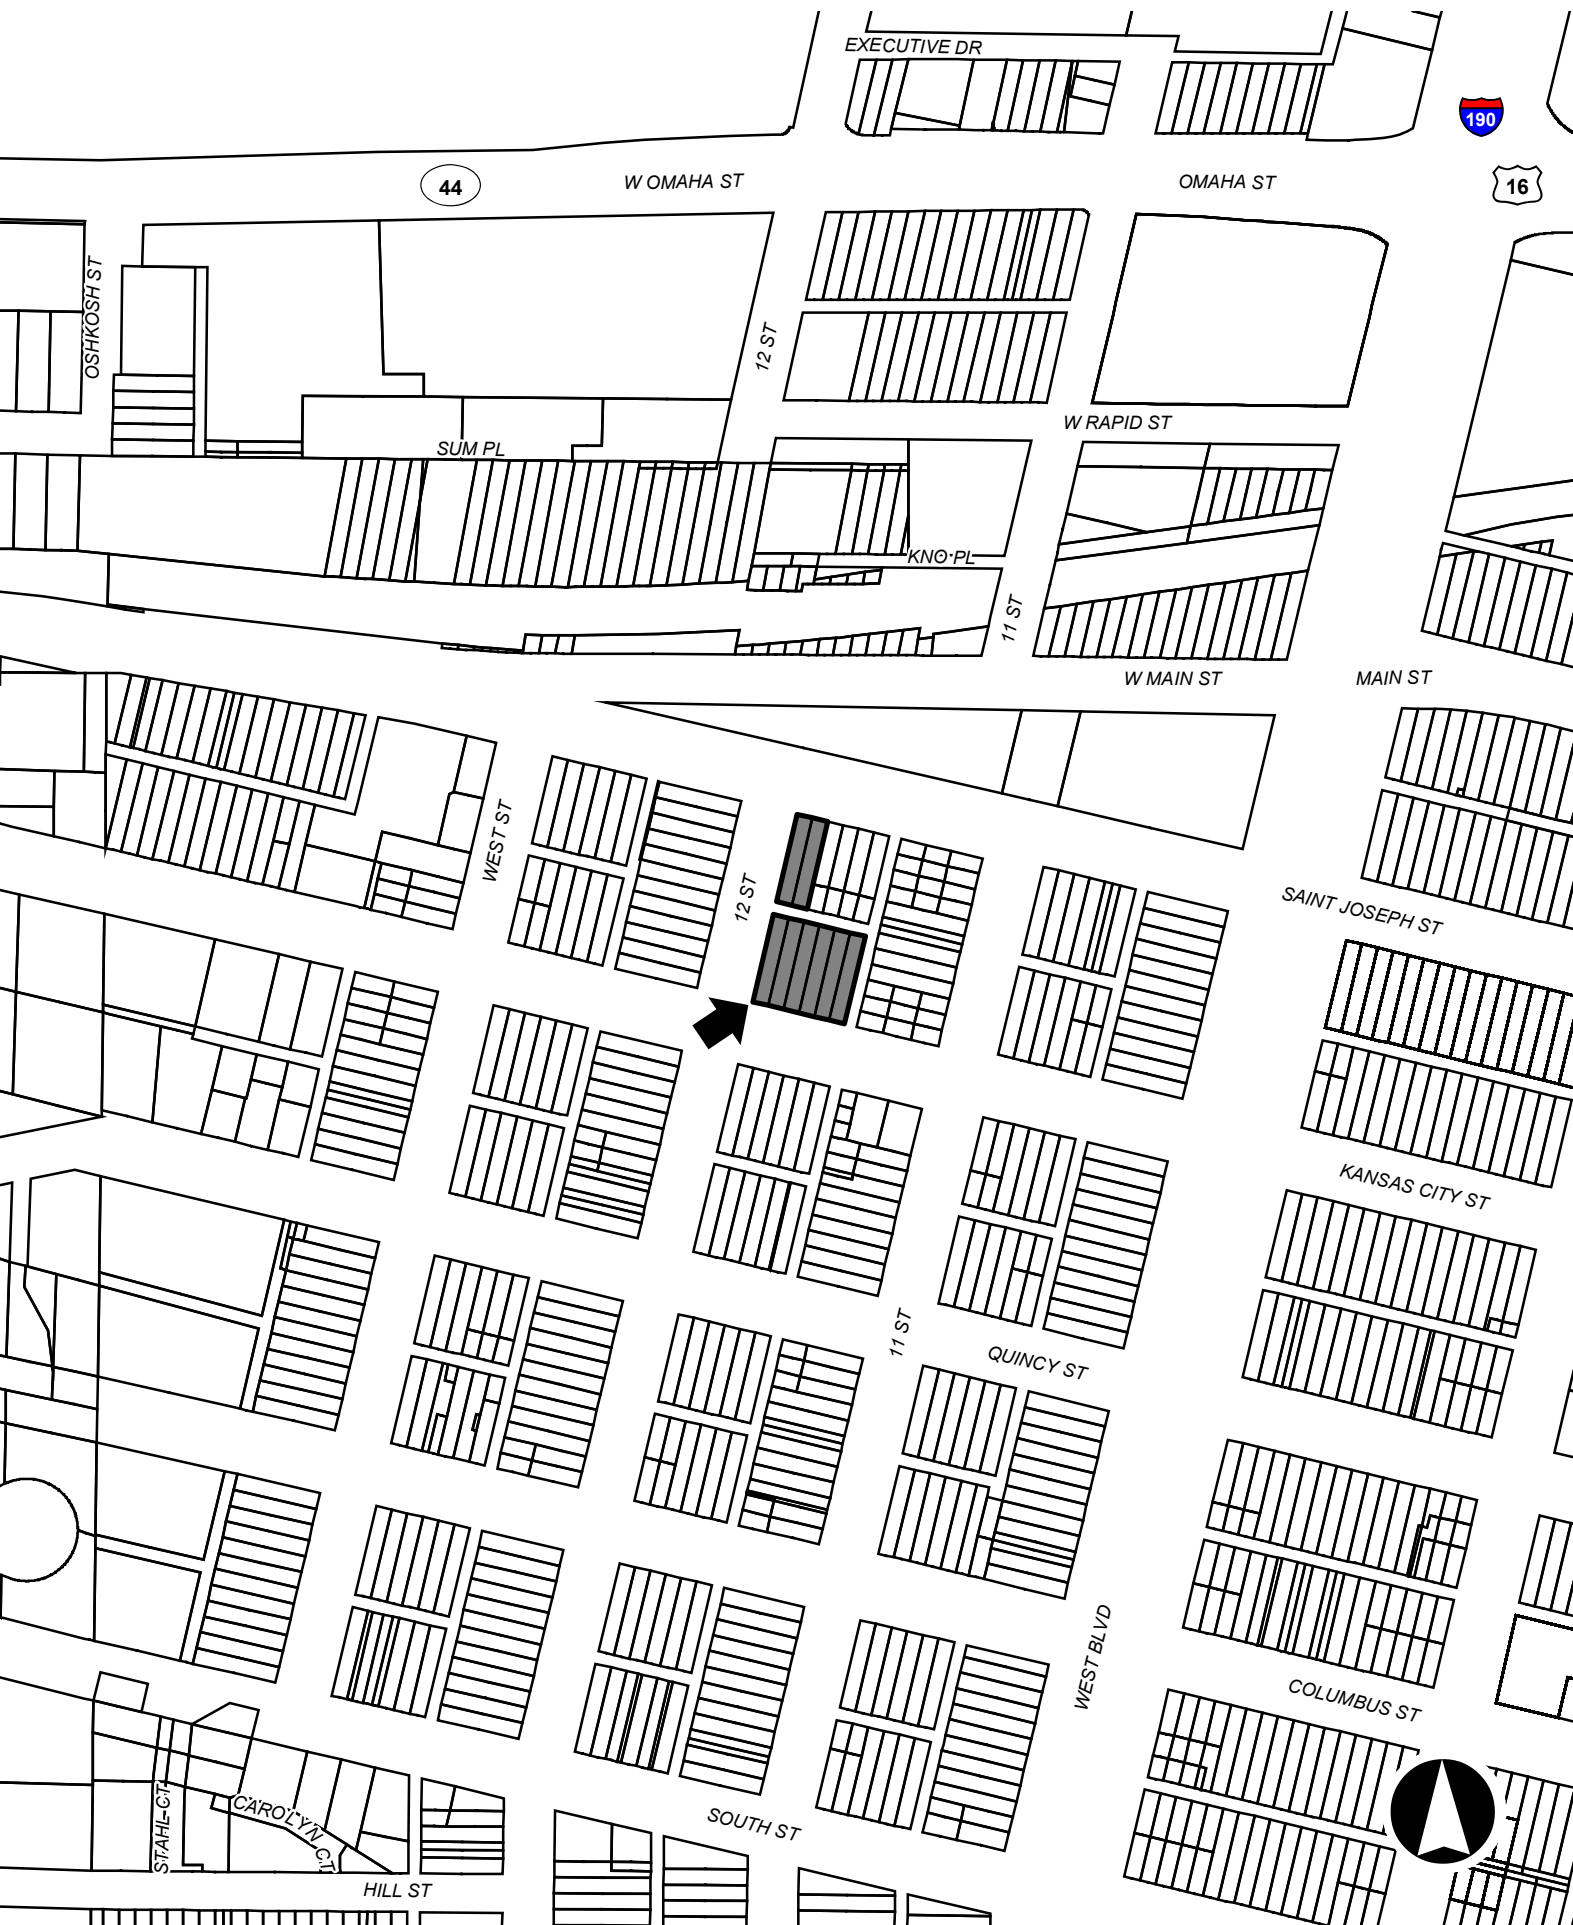 EXECUTIVE DR
190
44
W OMAHA ST
OMAHA ST
16
OSHKOSH ST
12 ST
W RAPID ST
SUM PL
KNO PL
11 ST
W MAIN ST
MAIN ST
WEST ST
12 ST
SAINT JOSEPH ST
KANSAS CITY ST
11 ST
QUINCY ST
WEST BLVD
COLUMBUS ST
STAHL CT
CAROLYN CT
SOUTH ST
HILL ST